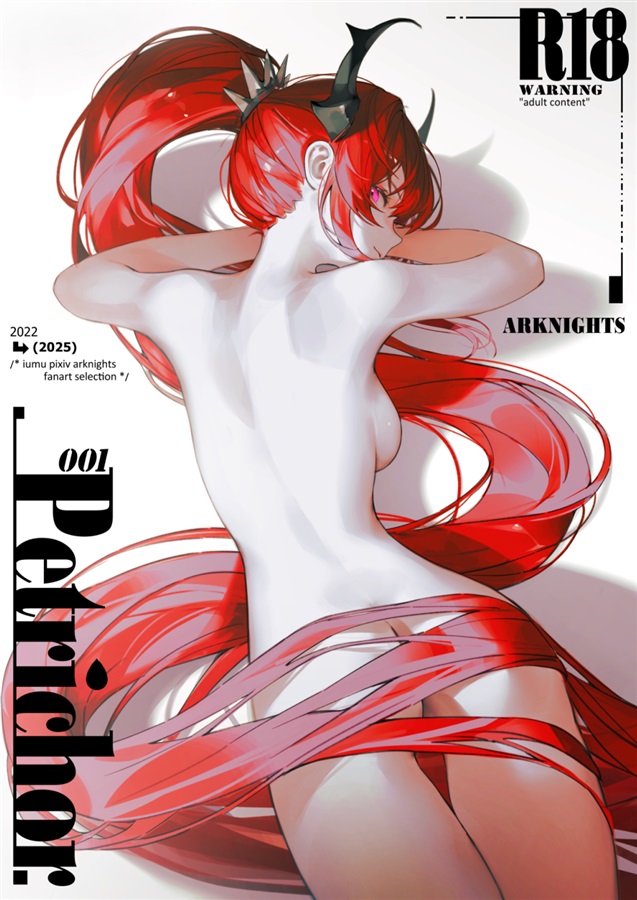 R18
WARNING
"adult content"
ARKNIGHTS
2022
(2025)
/* iumu pixiv arknights
fanart selection */
001
Petrichor.